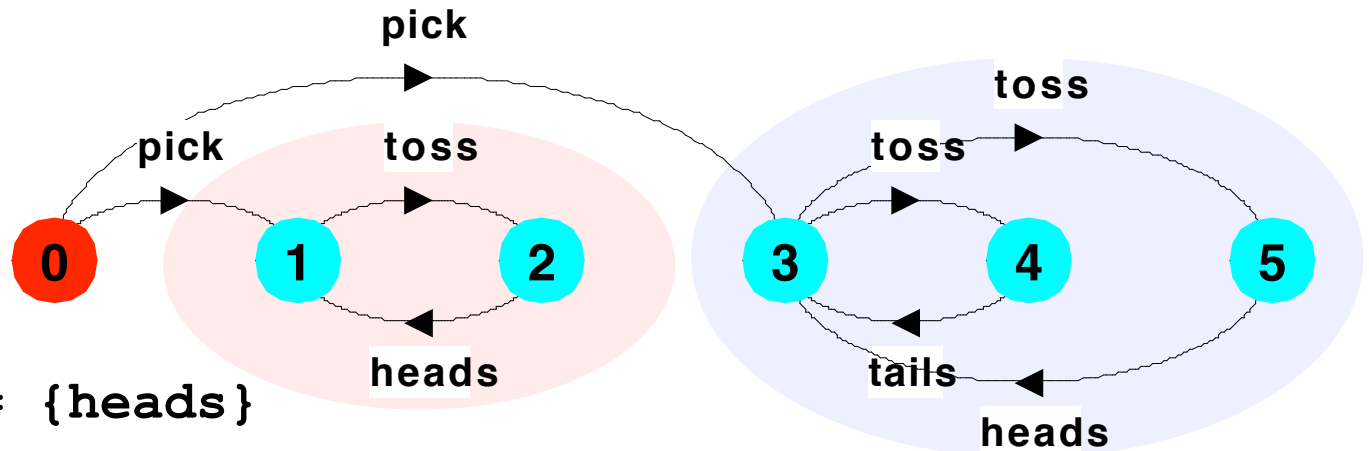 pick
toss
pick
toss
toss
0
1
2
3
4
5
heads
tails
= {heads}
heads